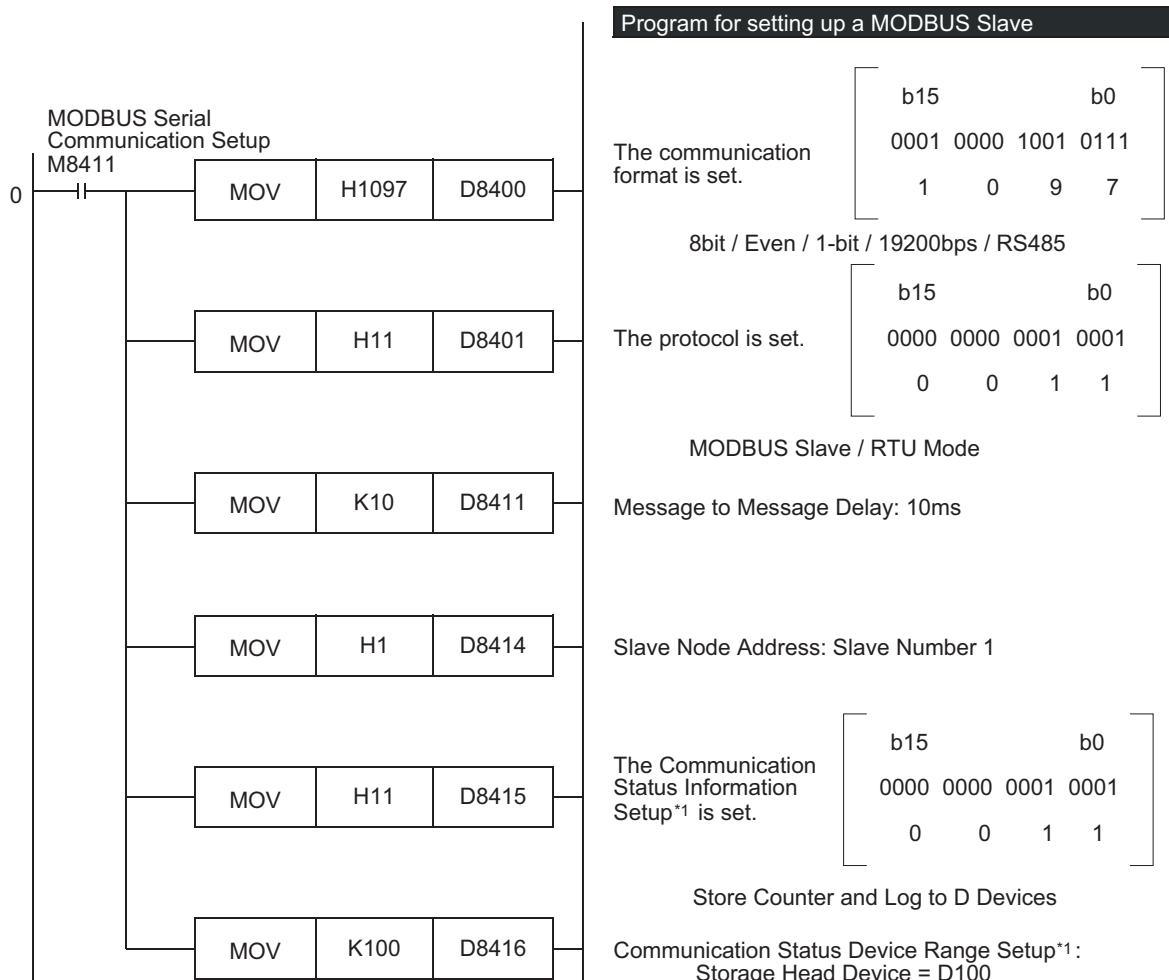 Program for setting up a MODBUS Slave
MODBUS Serial
Communication Setup
M8411
0
MOV H1097 D8400
The communication
format is set.
b15 b0
0001 0000 1001 0111
1 0 9 7
8bit / Even / 1-bit / 19200bps / RS485
MOV H11 D8401
The protocol is set.
b15 b0
0000 0000 0001 0001
0 0 1 1
MODBUS Slave / RTU Mode
MOV K10 D8411
Message to Message Delay: 10ms
MOV H1 D8414
Slave Node Address: Slave Number 1
MOV H11 D8415
The Communication
Status Information
Setup*1 is set.
b15 b0
0000 0000 0001 0001
0 0 1 1
Store Counter and Log to D Devices
MOV K100 D8416
Communication Status Device Range Setup*1:
Storage Head Device = D100